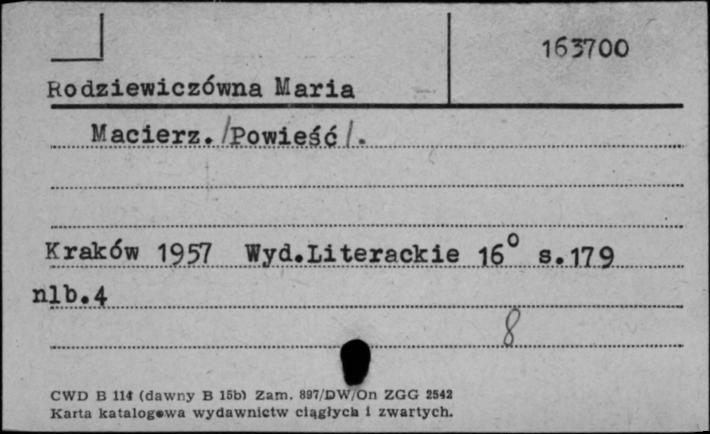 163700
Rodziewiczówna Maria
Macierz. /Powieść/.
Kraków 1957 Wyd.Literackie 16° s.179
nlb.4
8
CWD B 114 (dawny B 15b) Zam. 897/DW/On ZGG 2542
Karta katalogowa wydawnictw ciągłych i zwartych.